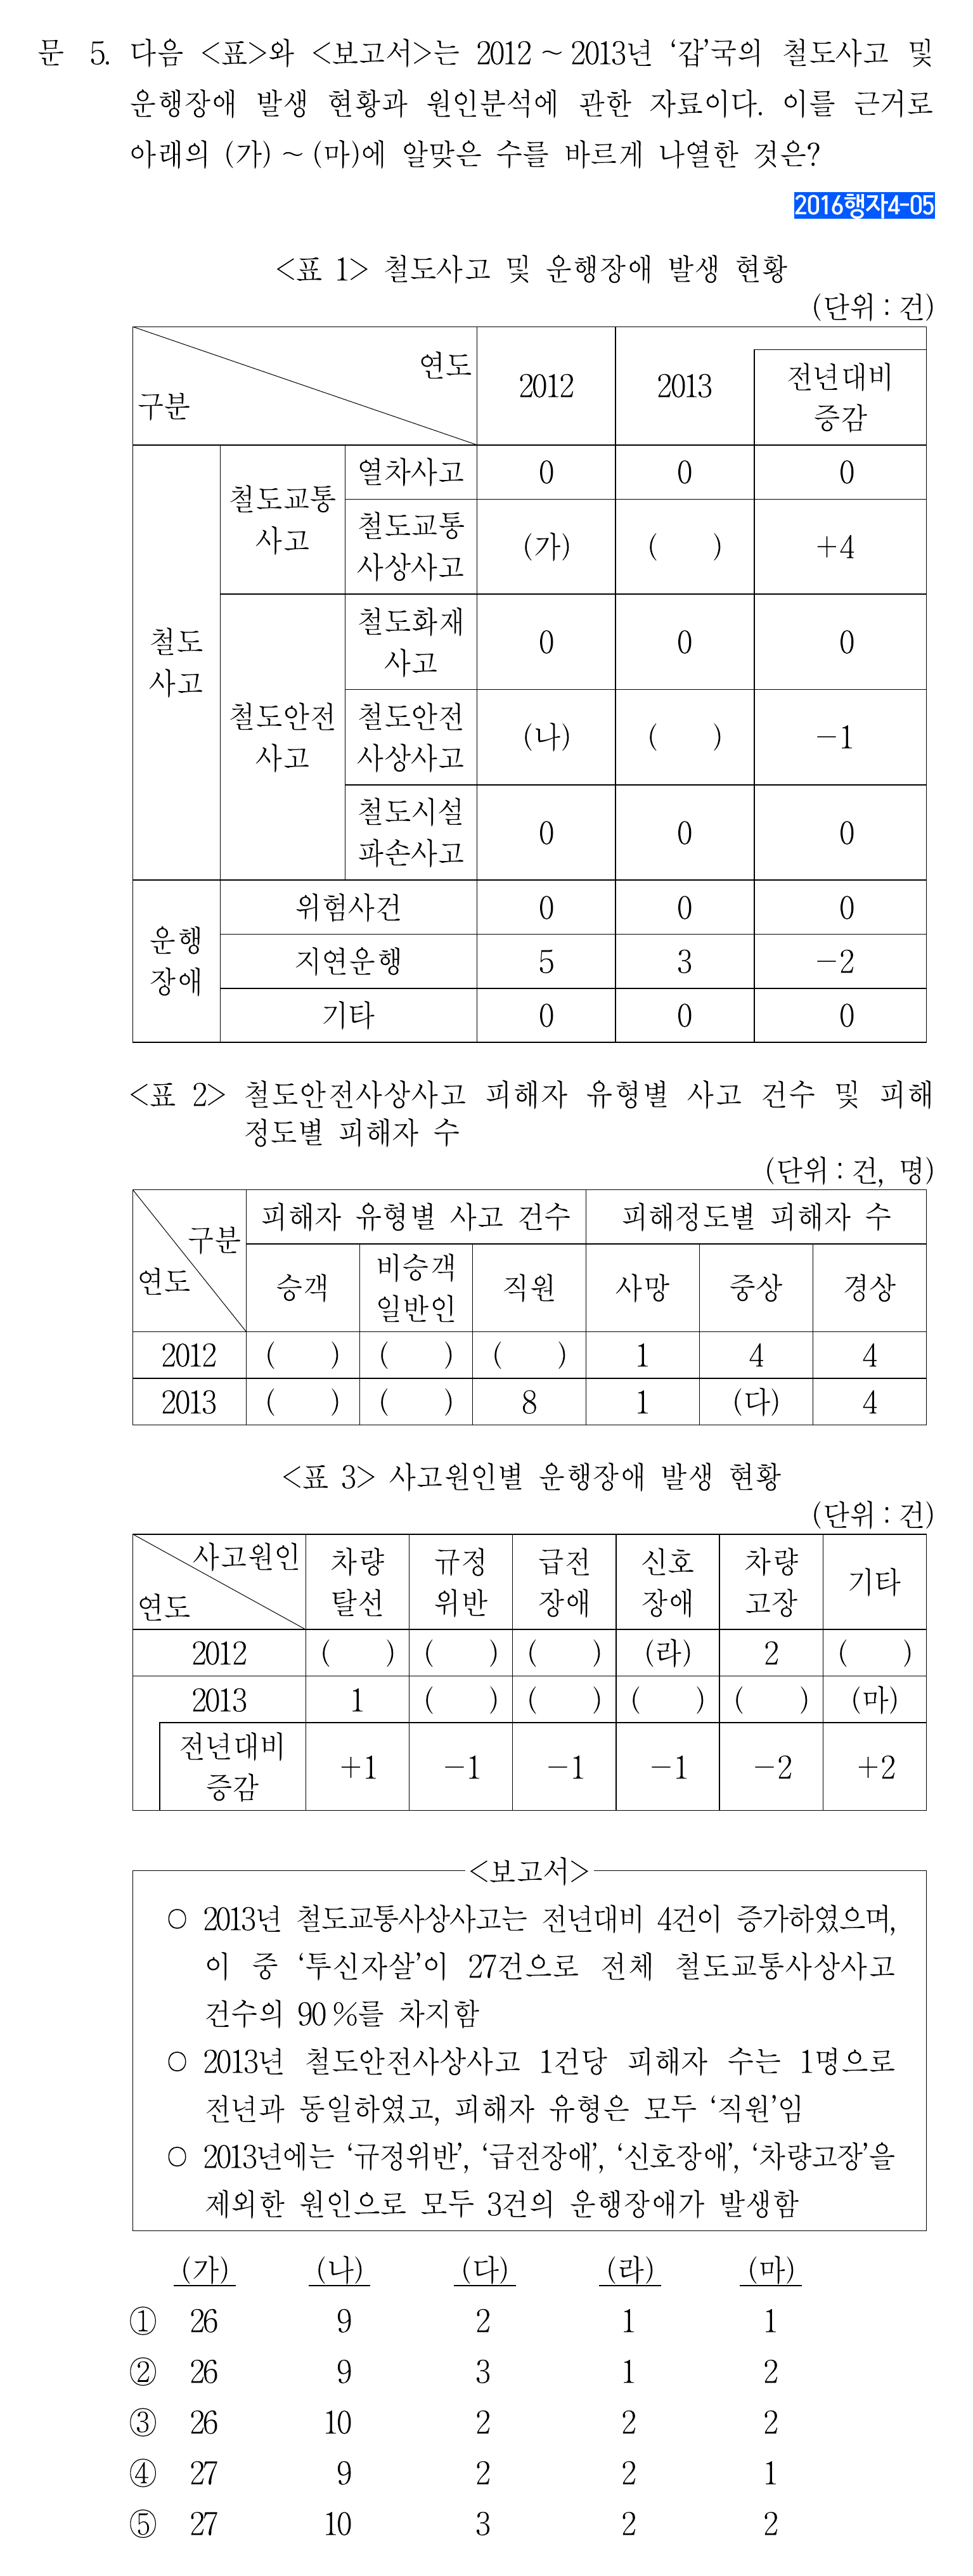 문 5. 다음 <표>와 <보고서>는 2012 ~ 2013년 ‘갑’국의 철도사고 및
운행장애 발생 현황과 원인분석에 관한 자료이다. 이를 근거로
아래의 (가) ~ (마)에 알맞은 수를 바르게 나열한 것은?
2016행자4-05
<표 1> 철도사고 및 운행장애 발생 현황
(단위 : 건)
연도
구분
2012 2013 전년대비
증감
철도
사고
철도교통
사고
열차사고 0 0 0
철도교통
사상사고 (가) ( ) +4
철도안전
사고
철도화재
사고 0 0 0
철도안전
사상사고 (나) ( ) −1
철도시설
파손사고 0 0 0
운행
장애
위험사건 0 0 0
지연운행 5 3 −2
기타 0 0 0
<표 2> 철도안전사상사고 피해자 유형별 사고 건수 및 피해
정도별 피해자 수
(단위 : 건, 명)
구분
연도
피해자 유형별 사고 건수 피해정도별 피해자 수
승객 비승객
일반인 직원 사망 중상 경상
2012 ( ) ( ) ( ) 1 4 4
2013 ( ) ( ) 8 1 (다) 4
<표 3> 사고원인별 운행장애 발생 현황
(단위 : 건)
사고원인
연도
차량
탈선
규정
위반
급전
장애
신호
장애
차량
고장
기타
2012 ( ) ( ) ( ) (라) 2 ( )
2013 1 ( ) ( ) ( ) ( ) (마)
전년대비
증감 +1 −1 −1 −1 −2 +2
<보고서>
○ 2013년 철도교통사상사고는 전년대비 4건이 증가하였으며,
이 중 ‘투신자살’이 27건으로 전체 철도교통사상사고
건수의 90 %를 차지함
○ 2013년 철도안전사상사고 1건당 피해자 수는 1명으로
전년과 동일하였고, 피해자 유형은 모두 ‘직원’임
○ 2013년에는 ‘규정위반’, ‘급전장애’, ‘신호장애’, ‘차량고장’을
제외한 원인으로 모두 3건의 운행장애가 발생함
(가) (나) (다) (라) (마)
① 26 9 2 1 1
② 26 9 3 1 2
③ 26 10 2 2 2
④ 27 9 2 2 1
⑤ 27 10 3 2 2